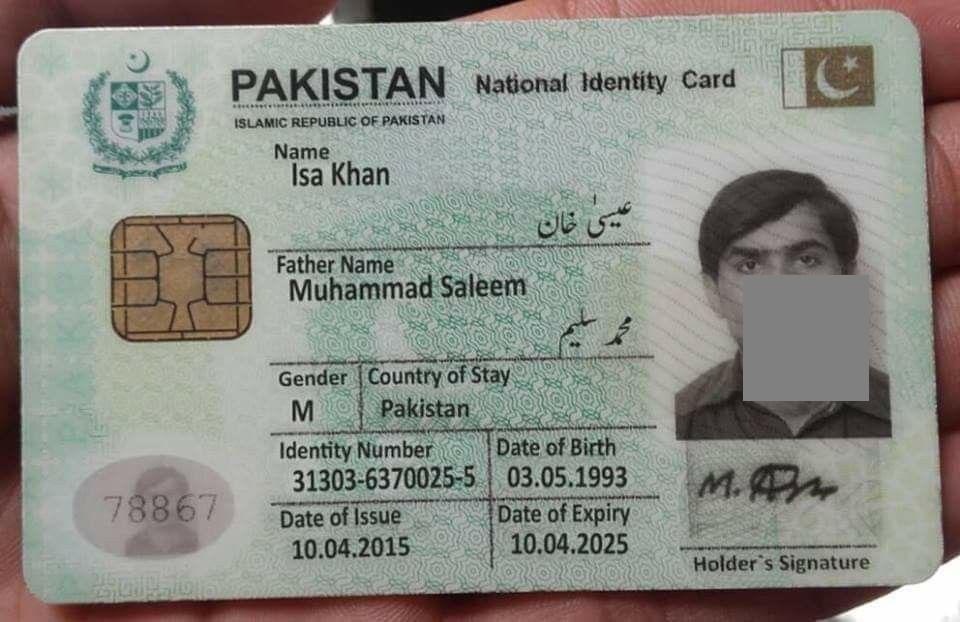 PAKISTAN National Identity Card
ISLAMIC REPUBLIC OF PAKISTAN
Name
Isa Khan
عیسیٰ خان
Father Name
Muhammad Saleem
محمد سلیم
Gender Country of Stay
M Pakistan
Identity Number Date of Birth
31303-6370025-5 03.05.1993
78867
Date of Issue Date of Expiry
10.04.2015 10.04.2025
Holder`s Signature